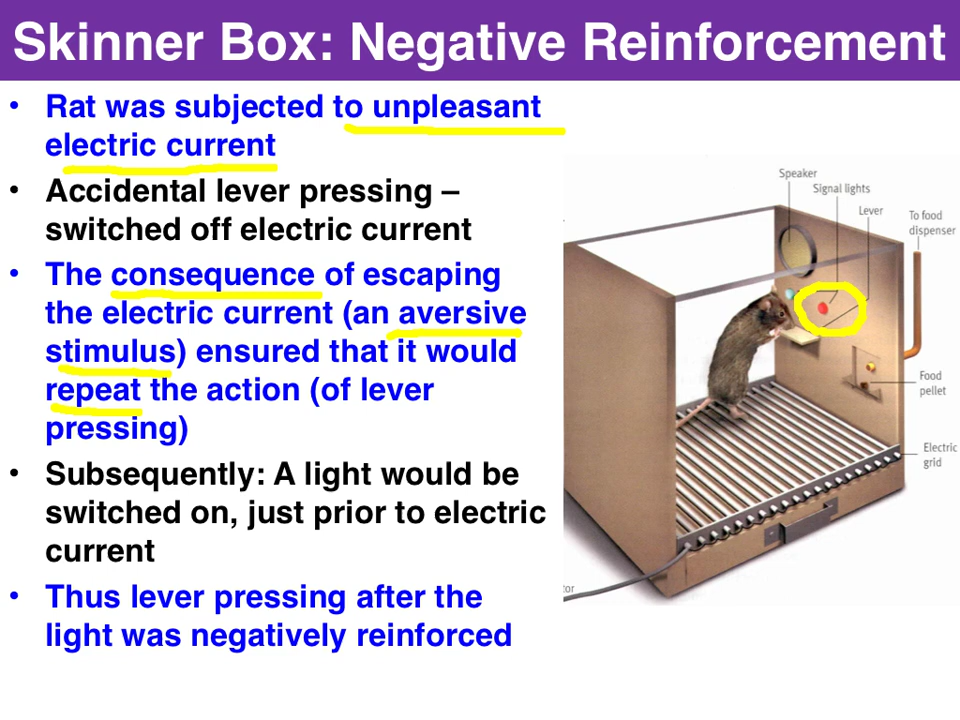 Skinner Box: Negative Reinforcement
• Rat was subjected to unpleasant
electric current
• Accidental lever pressing –
switched off electric current
• The consequence of escaping
the electric current (an aversive
stimulus) ensured that it would
repeat the action (of lever
pressing)
• Subsequently: A light would be
switched on, just prior to electric
current
• Thus lever pressing after the
light was negatively reinforced
Speaker
Signal lights
Lever
To food
dispenser
Food
pellet
Electric
grid
tor